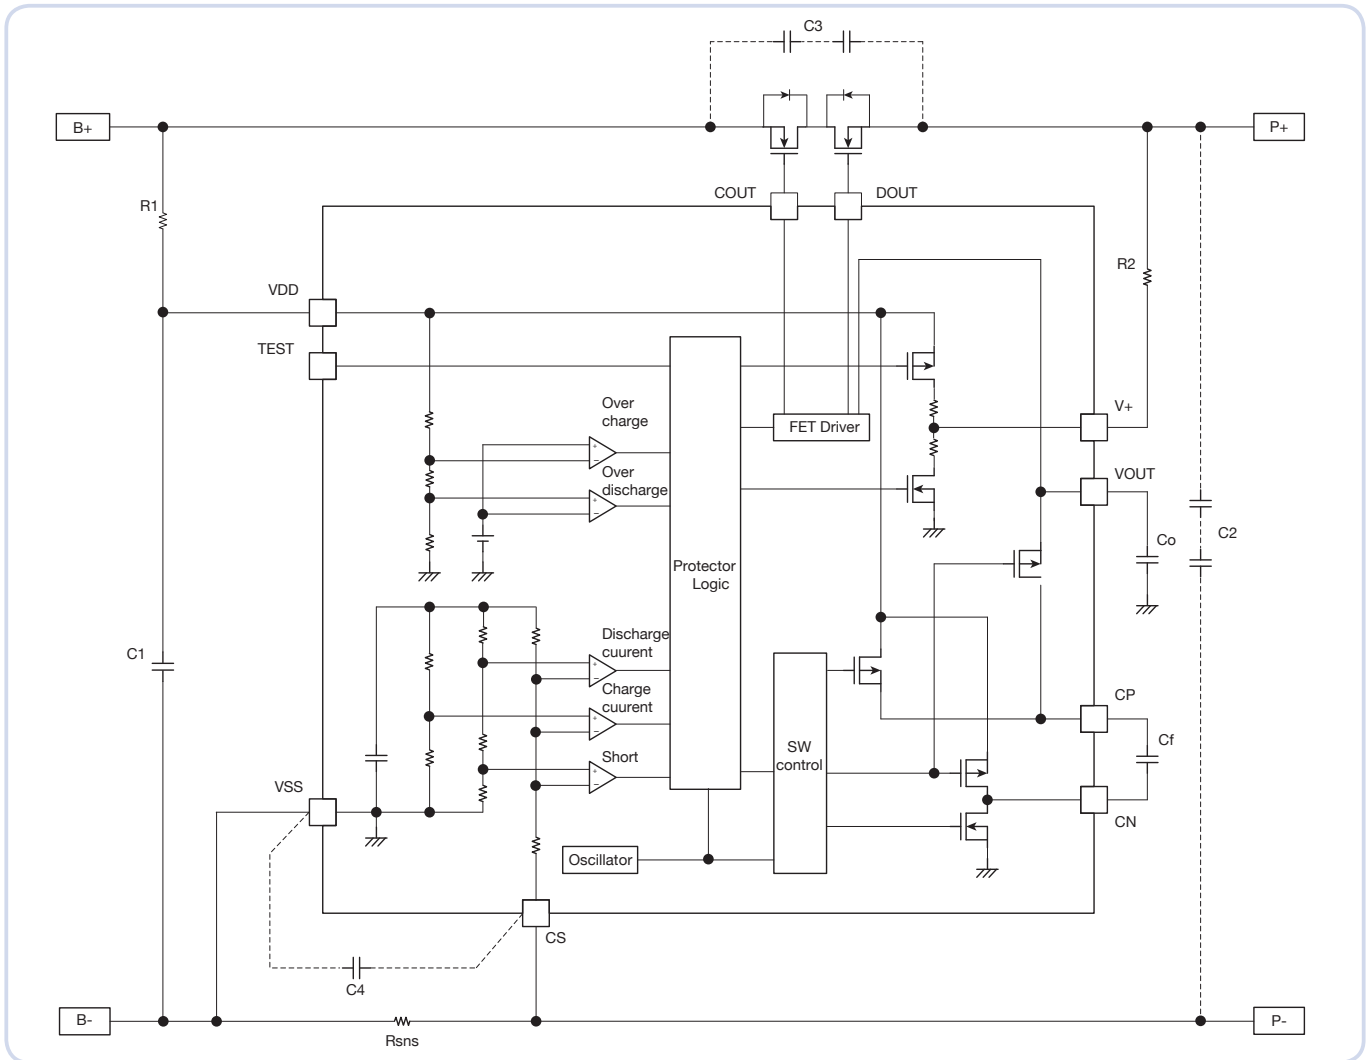 C3
B+
P+
COUT
DOUT
R1
R2
VDD
TEST
Over
charge
V+
FET Driver
Over
discharge
VOUT
Co
C2
Protector
Logic
Discharge
cuurent
C1
Charge
cuurent
CP
SW
control
Cf
Short
VSS
CN
Oscillator
CS
C4
B-
P-
Rsns